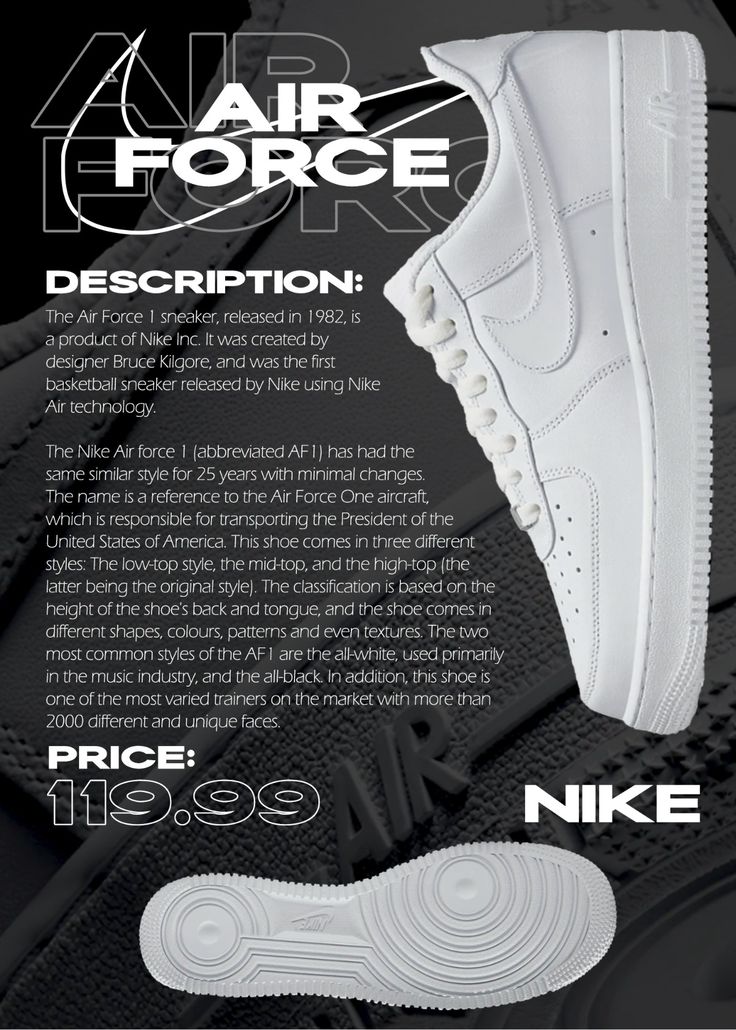 AIR
FORCE
AIR
FORCE
AIR
DESCRIPTION:
The Air Force 1 sneaker, released in 1982, is
a product of Nike Inc. It was created by
designer Bruce Kilgore, and was the first
basketball sneaker released by Nike using Nike
Air technology.
The Nike Air force 1 (abbreviated AF1) has had the
same similar style for 25 years with minimal changes.
The name is a reference to the Air Force One aircraft,
which is responsible for transporting the President of the
United States of America. This shoe comes in three different
styles: The low-top style, the mid-top, and the high-top (the
latter being the original style). The classification is based on the
height of the shoe's back and tongue, and the shoe comes in
different shapes, colours, patterns and even textures. The two
most common styles of the AF1 are the all-white, used primarily
in the music industry, and the all-black. In addition, this shoe is
one of the most varied trainers on the market with more than
2000 different and unique faces.
PRICE:
119.99
AIR
NIKE
NIKE